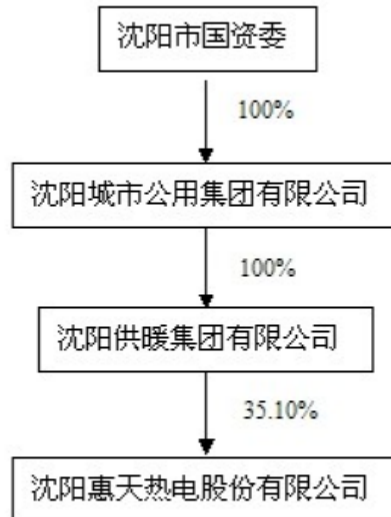 沈阳市国资委
100%
沈阳城市公用集团有限公司
100%
沈阳供暖集团有限公司
35.10%
沈阳惠天热电股份有限公司